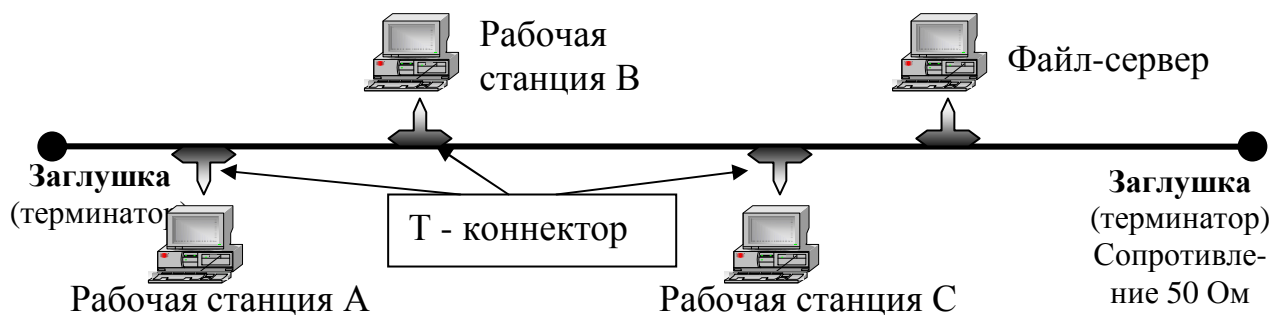 Рабочая
станция В
Файл-сервер
Заглушка
(терминатор)
Т - коннектор
Заглушка
(терминатор)
Сопротивле-
ние 50 Ом
Рабочая станция А
Рабочая станция С